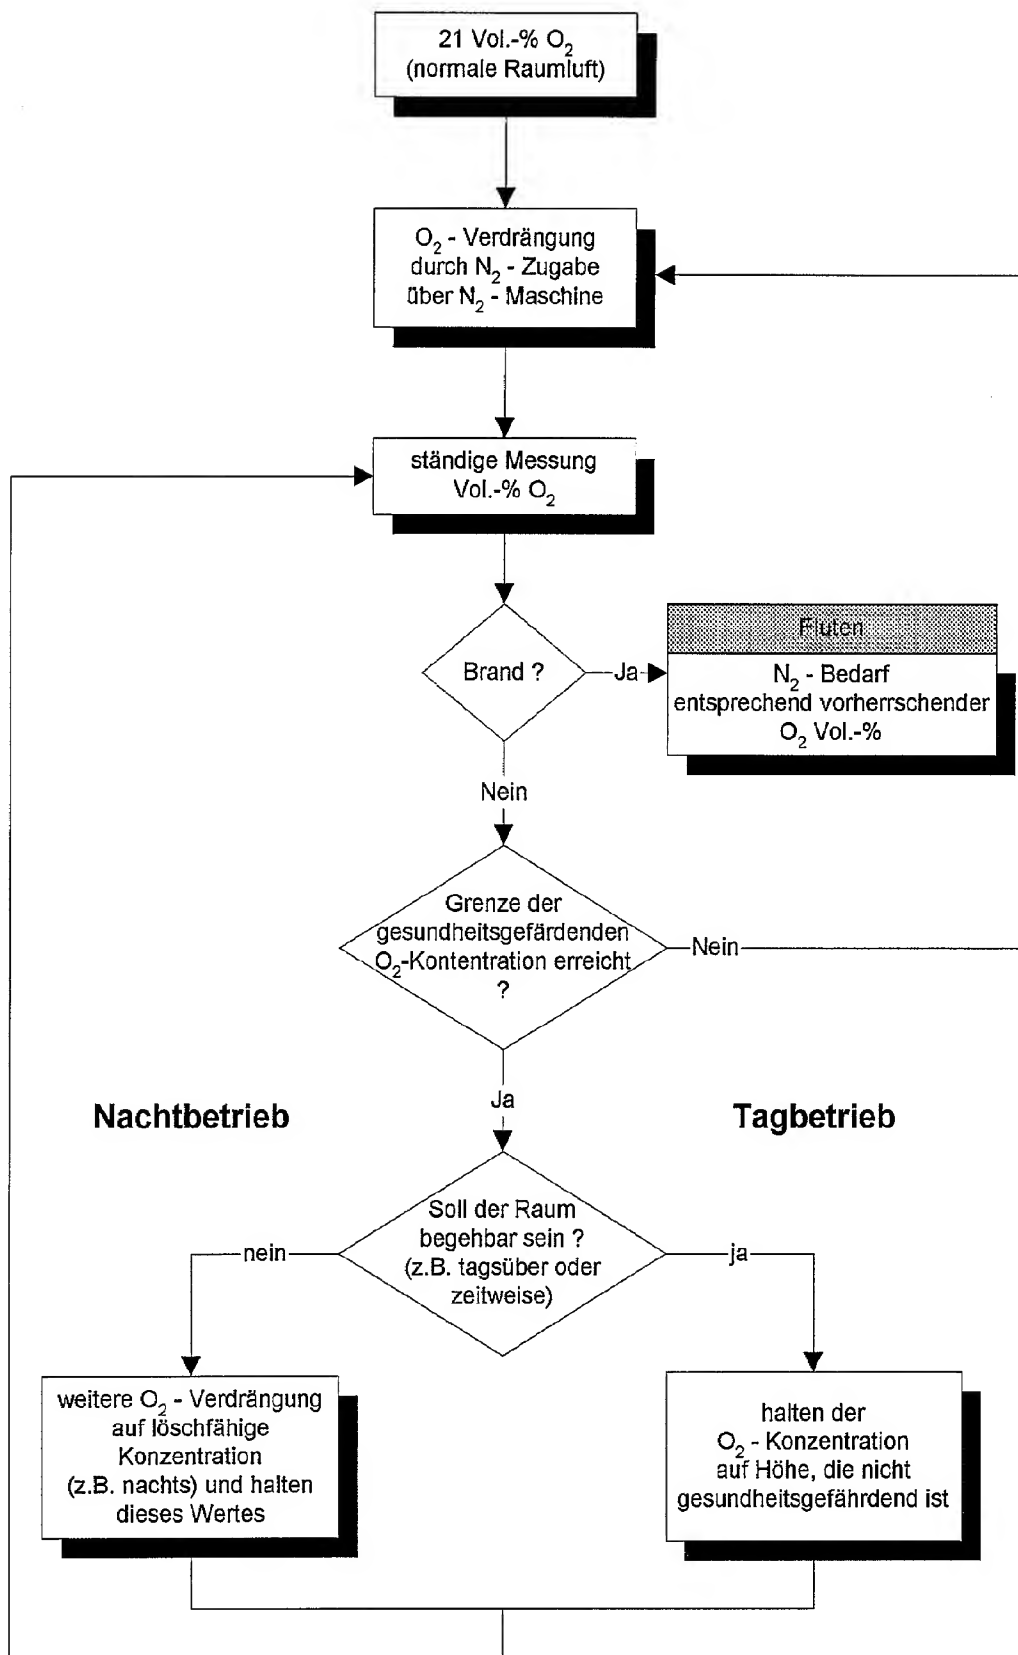 21 Vol.-% O₂
(normale Raumluft)
O₂ - Verdrängung
durch N₂ - Zugabe
über N₂ - Maschine
ständige Messung
Vol.-% O₂
Brand ?
Ja
Fluten
N₂ - Bedarf
entsprechend vorherrschender
O₂ Vol.-%
Nein
Grenze der
gesundheitsgefärdenden
O₂-Kontentration erreicht
?
Nein
Ja
Nachtbetrieb
Tagbetrieb
Soll der Raum
begehbar sein ?
(z.B. tagsüber oder
zeitweise)
nein
ja
weitere O₂ - Verdrängung
auf löschfähige
Konzentration
(z.B. nachts) und halten
dieses Wertes
halten der
O₂ - Konzentration
auf Höhe, die nicht
gesundheitsgefährdend ist